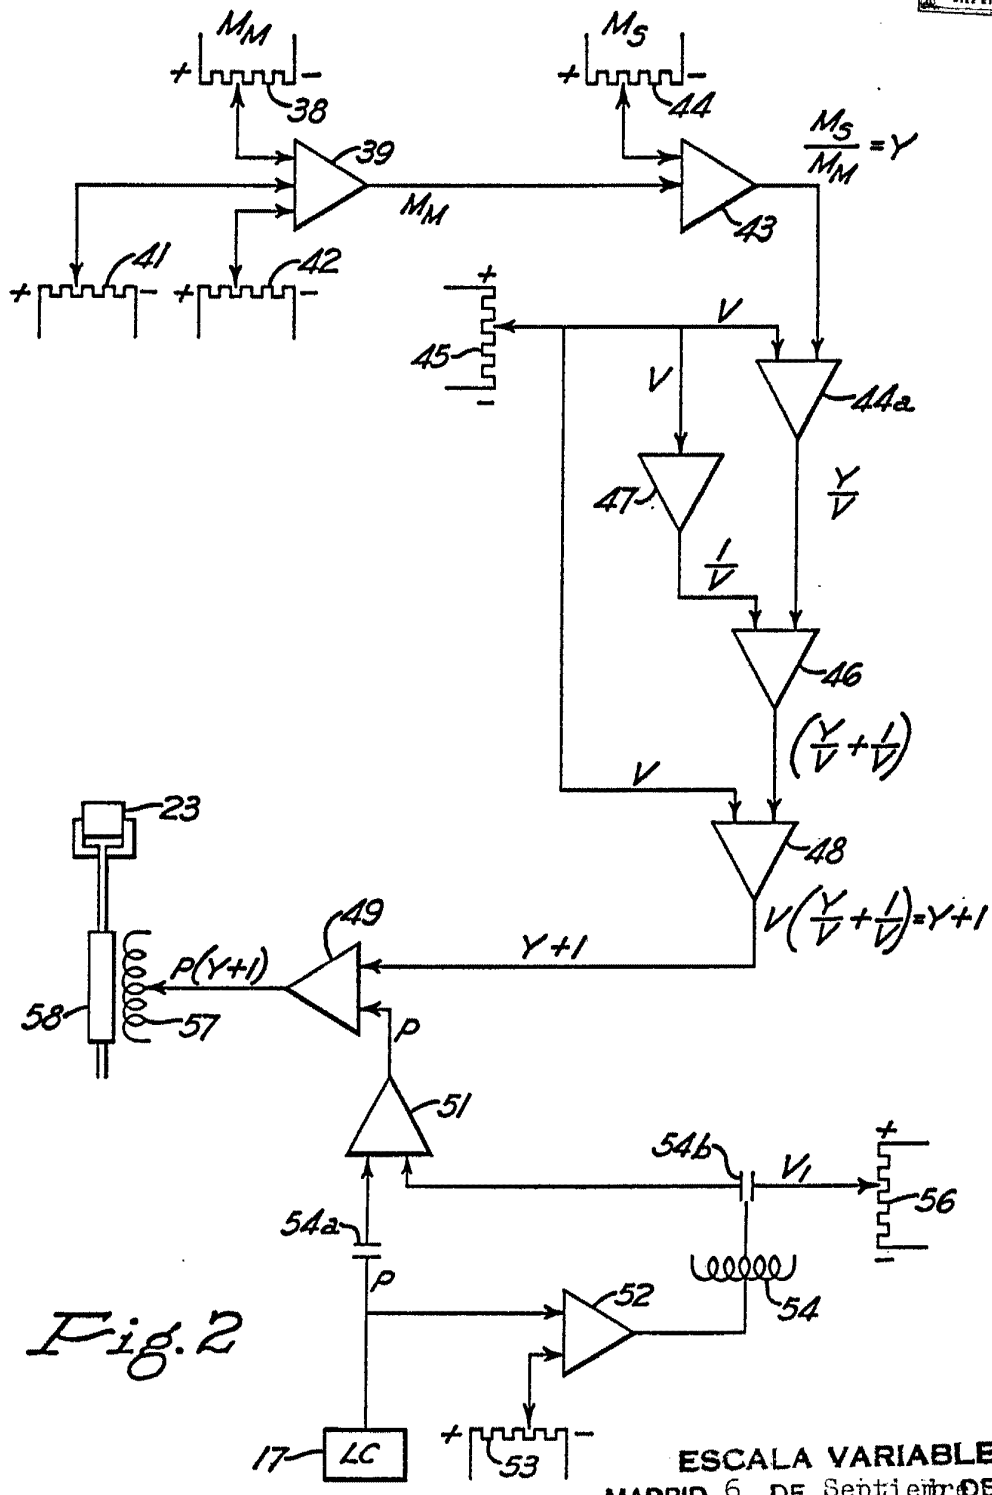 M_M M_S
+ - + -
38 44
39
M_S/M_M = Y
M_M
43
41 42
+ - + -
+
V
45
V
44a
-
47
Y/V
1/V
46
(Y/V + 1/V)
V
23
48
49
V(Y/V + 1/V) = Y+1
Y+1
P(Y+1)
58 57
P
51
54b
+
V1
56
54a
-
P
52 54
Fig. 2
+ -
17 LC 53
ESCALA VARIABLE
MADRID 6 DE Septiembre DE